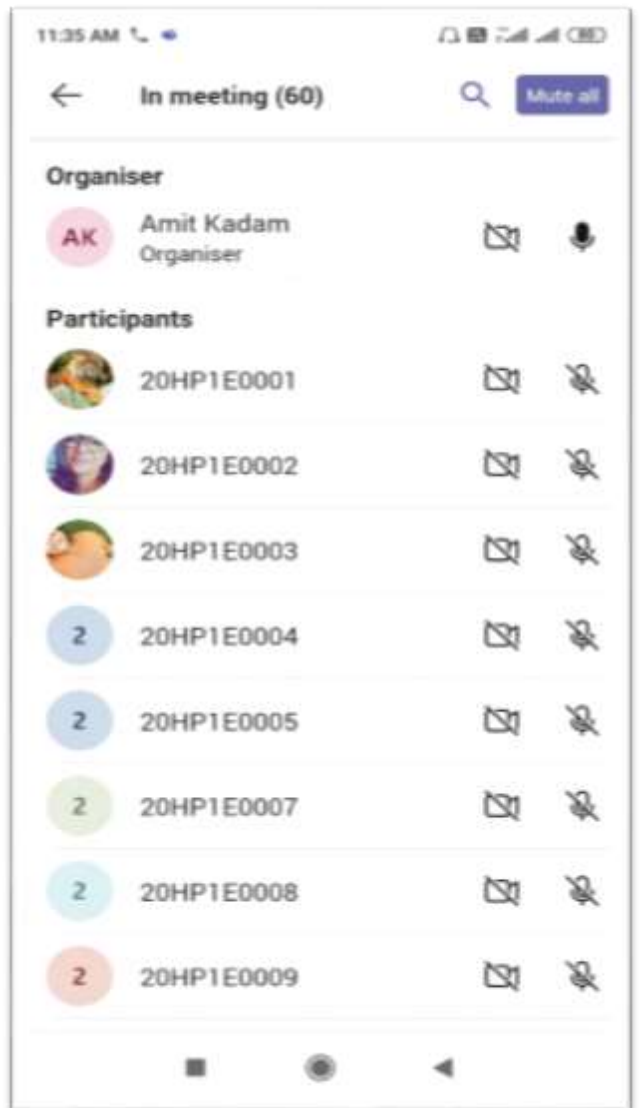 11:35 AM
In meeting (60)
Mute all
Organiser
AK
Amit Kadam
Organiser
Participants
20HP1E0001
20HP1E0002
20HP1E0003
2 20HP1E0004
2 20HP1E0005
2 20HP1E0007
2 20HP1E0008
2 20HP1E0009